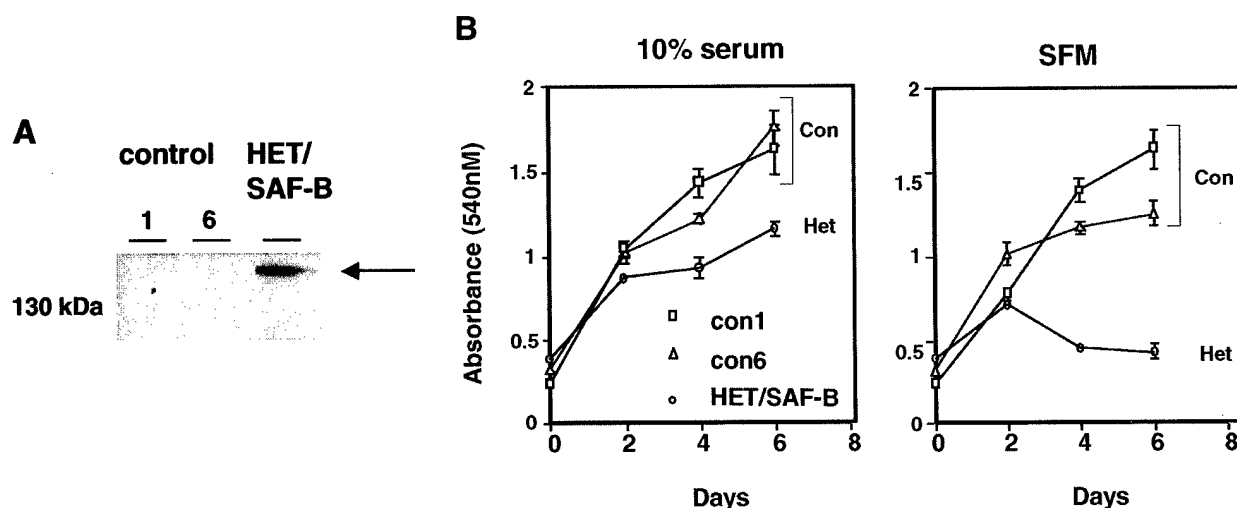 A
control HET/
SAF-B
1 6
130 kDa
B
10% serum
Absorbance (540nM)
2
1.5
1
0.5
0
0 2 4 6 8
Days
Con
Het
con1
con6
HET/SAF-B
SFM
2
1.5
1
0.5
0
0 2 4 6 8
Days
Con
Het